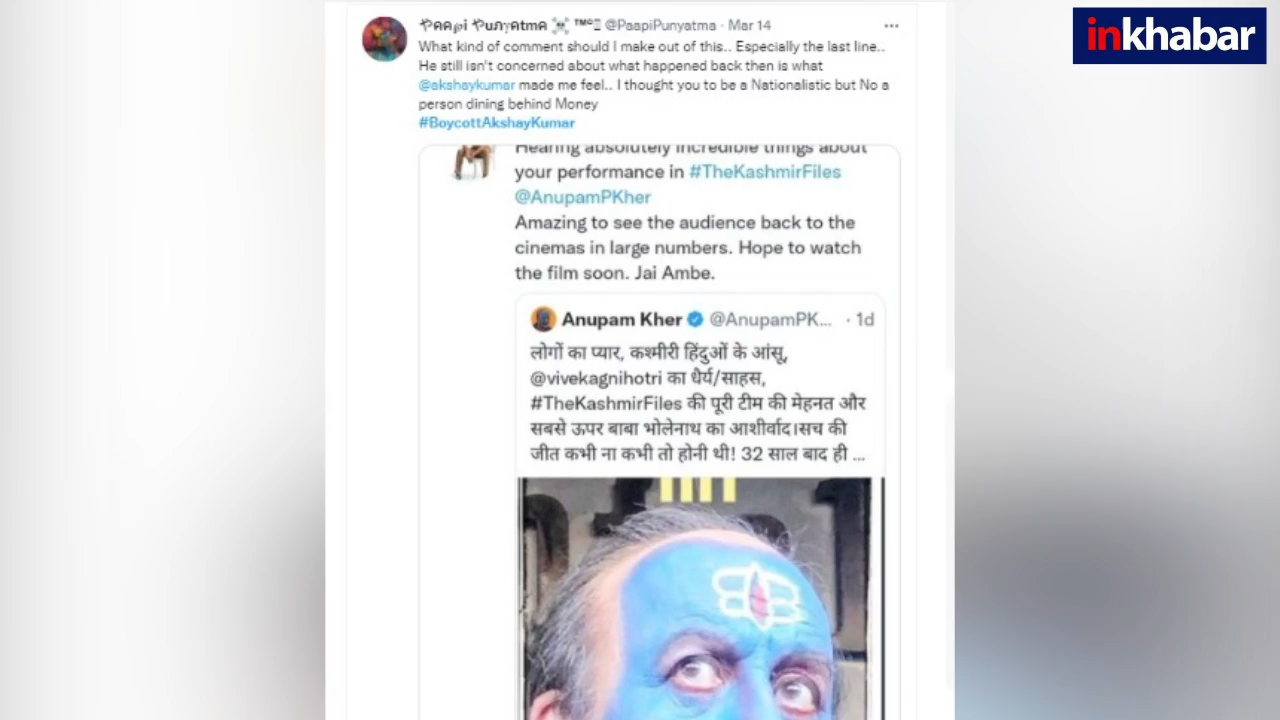 inkhabar
@PaapiPunyatma · Mar 14
What kind of comment should I make out of this.. Especially the last line..
He still isn't concerned about what happened back then is what
@akshaykumar made me feel.. I thought you to be a Nationalistic but No a
person dining behind Money
#BoycottAkshayKumar
Hearing absolutely incredible things about
your performance in #TheKashmirFiles
@AnupamPKher
Amazing to see the audience back to the
cinemas in large numbers. Hope to watch
the film soon. Jai Ambe.
Anupam Kher @AnupamPK... · 1d
लोगों का प्यार, कश्मीरी हिंदुओं के आंसू,
@vivekagnihotri का धैर्य/साहस,
#TheKashmirFiles की पूरी टीम की मेहनत और
सबसे ऊपर बाबा भोलेनाथ का आशीर्वाद।सच की
जीत कभी ना कभी तो होनी थी! 32 साल बाद ही ...